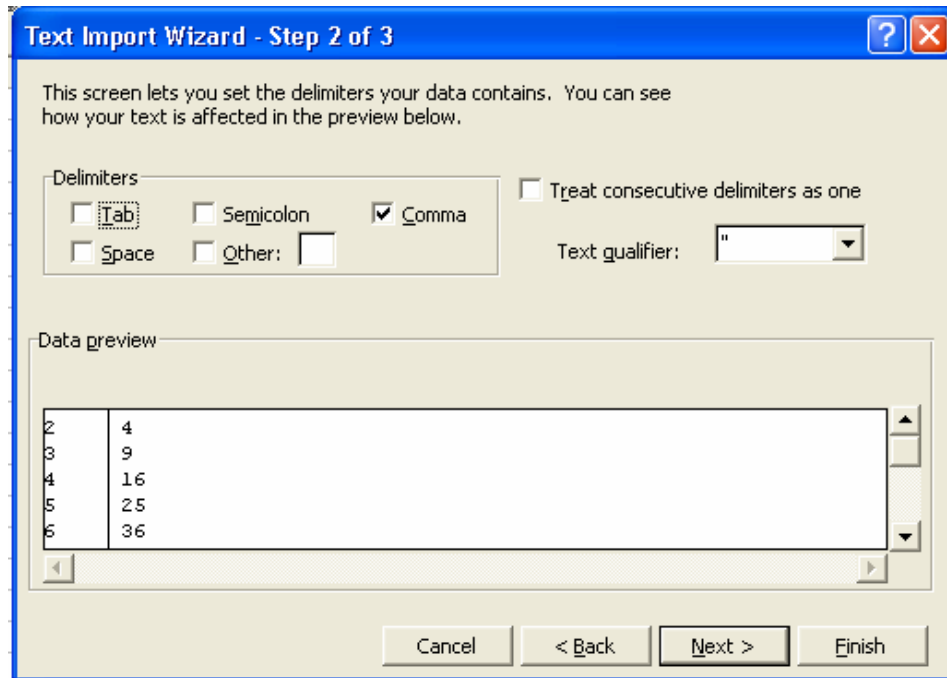 Text Import Wizard - Step 2 of 3
This screen lets you set the delimiters your data contains. You can see
how your text is affected in the preview below.
Delimiters
Tab Semicolon Comma
Space Other:
Treat consecutive delimiters as one
Text qualifier: "
Data preview
2 4
3 9
4 16
5 25
6 36
Cancel < Back Next > Finish